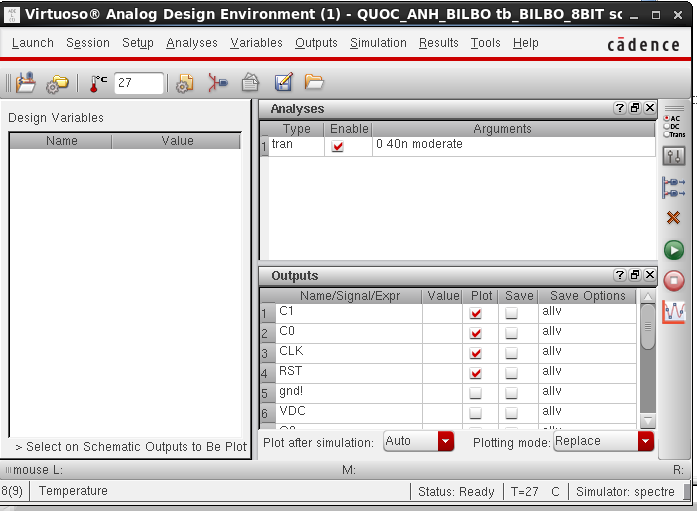 Virtuoso® Analog Design Environment (1) - QUOC_ANH_BILBO tb_BILBO_8BIT sc
Launch Session Setup Analyses Variables Outputs Simulation Results Tools Help cādence
°C 27
Design Variables
Name Value
> Select on Schematic Outputs to Be Plot
Analyses
Type Enable Arguments
1 tran 0 40n moderate
AC
DC
Trans
Outputs
Name/Signal/Expr Value Plot Save Save Options
1 C1 allv
2 C0 allv
3 CLK allv
4 RST allv
5 gnd! allv
6 VDC allv
Plot after simulation: Auto Plotting mode: Replace
mouse L: M: R:
8(9) Temperature Status: Ready T=27 C Simulator: spectre